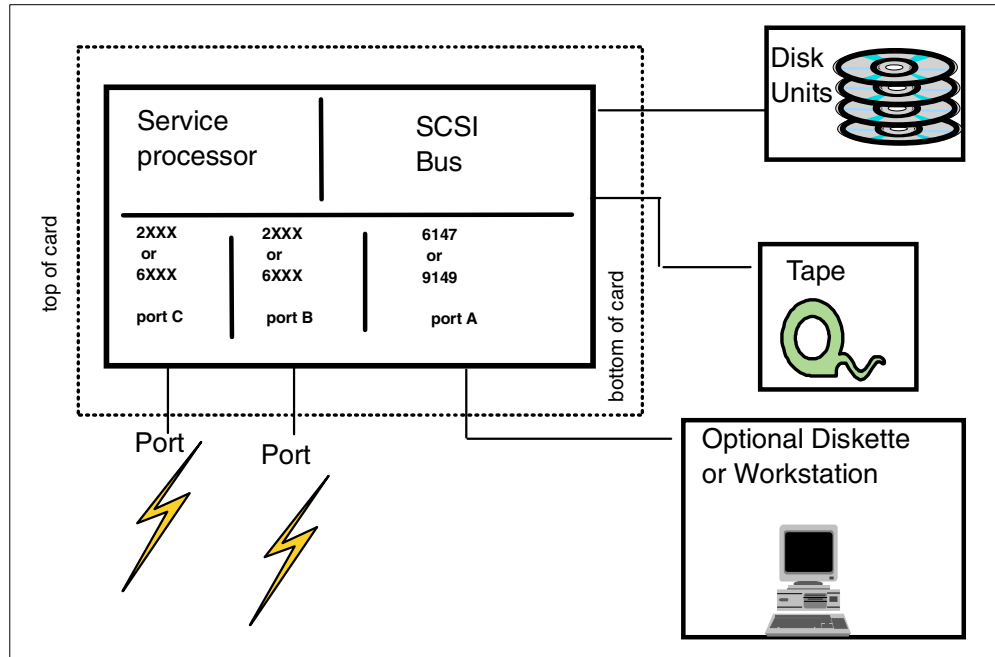 Service
processor
SCSI
Bus
2XXX
or
6XXX
port C
2XXX
or
6XXX
port B
6147
or
9149
port A
top of card
bottom of card
Port
Port
Disk
Units
Tape
Optional Diskette
or Workstation